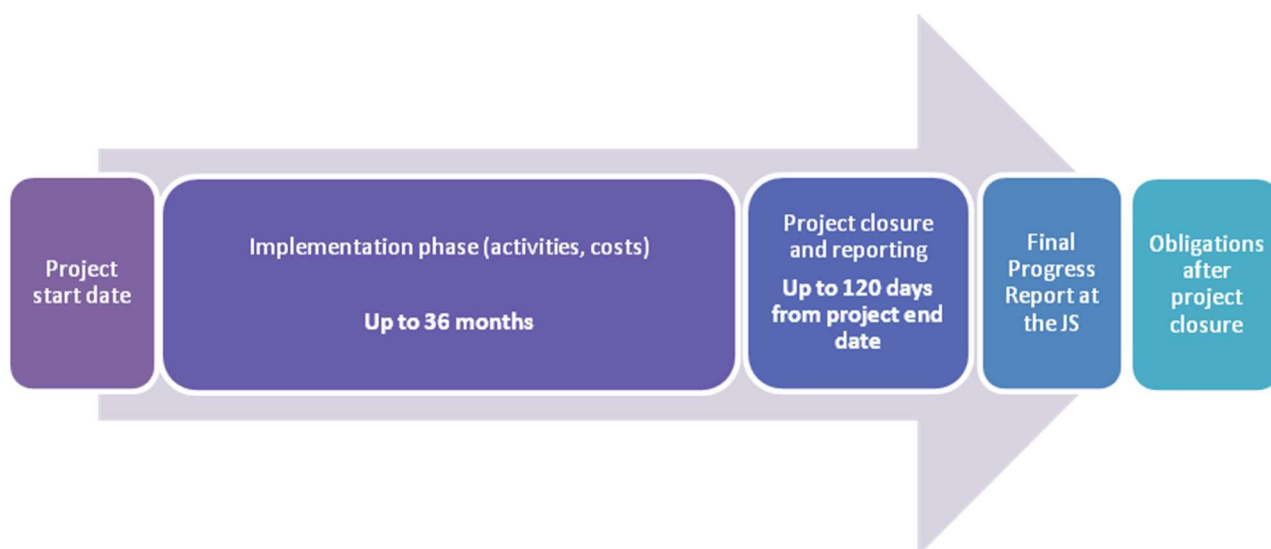 Project
start date
Implementation phase (activities, costs)
Up to 36 months
Project closure
and reporting
Up to 120 days
from project end
date
Final
Progress
Report at
the JS
Obligations
after
project
closure